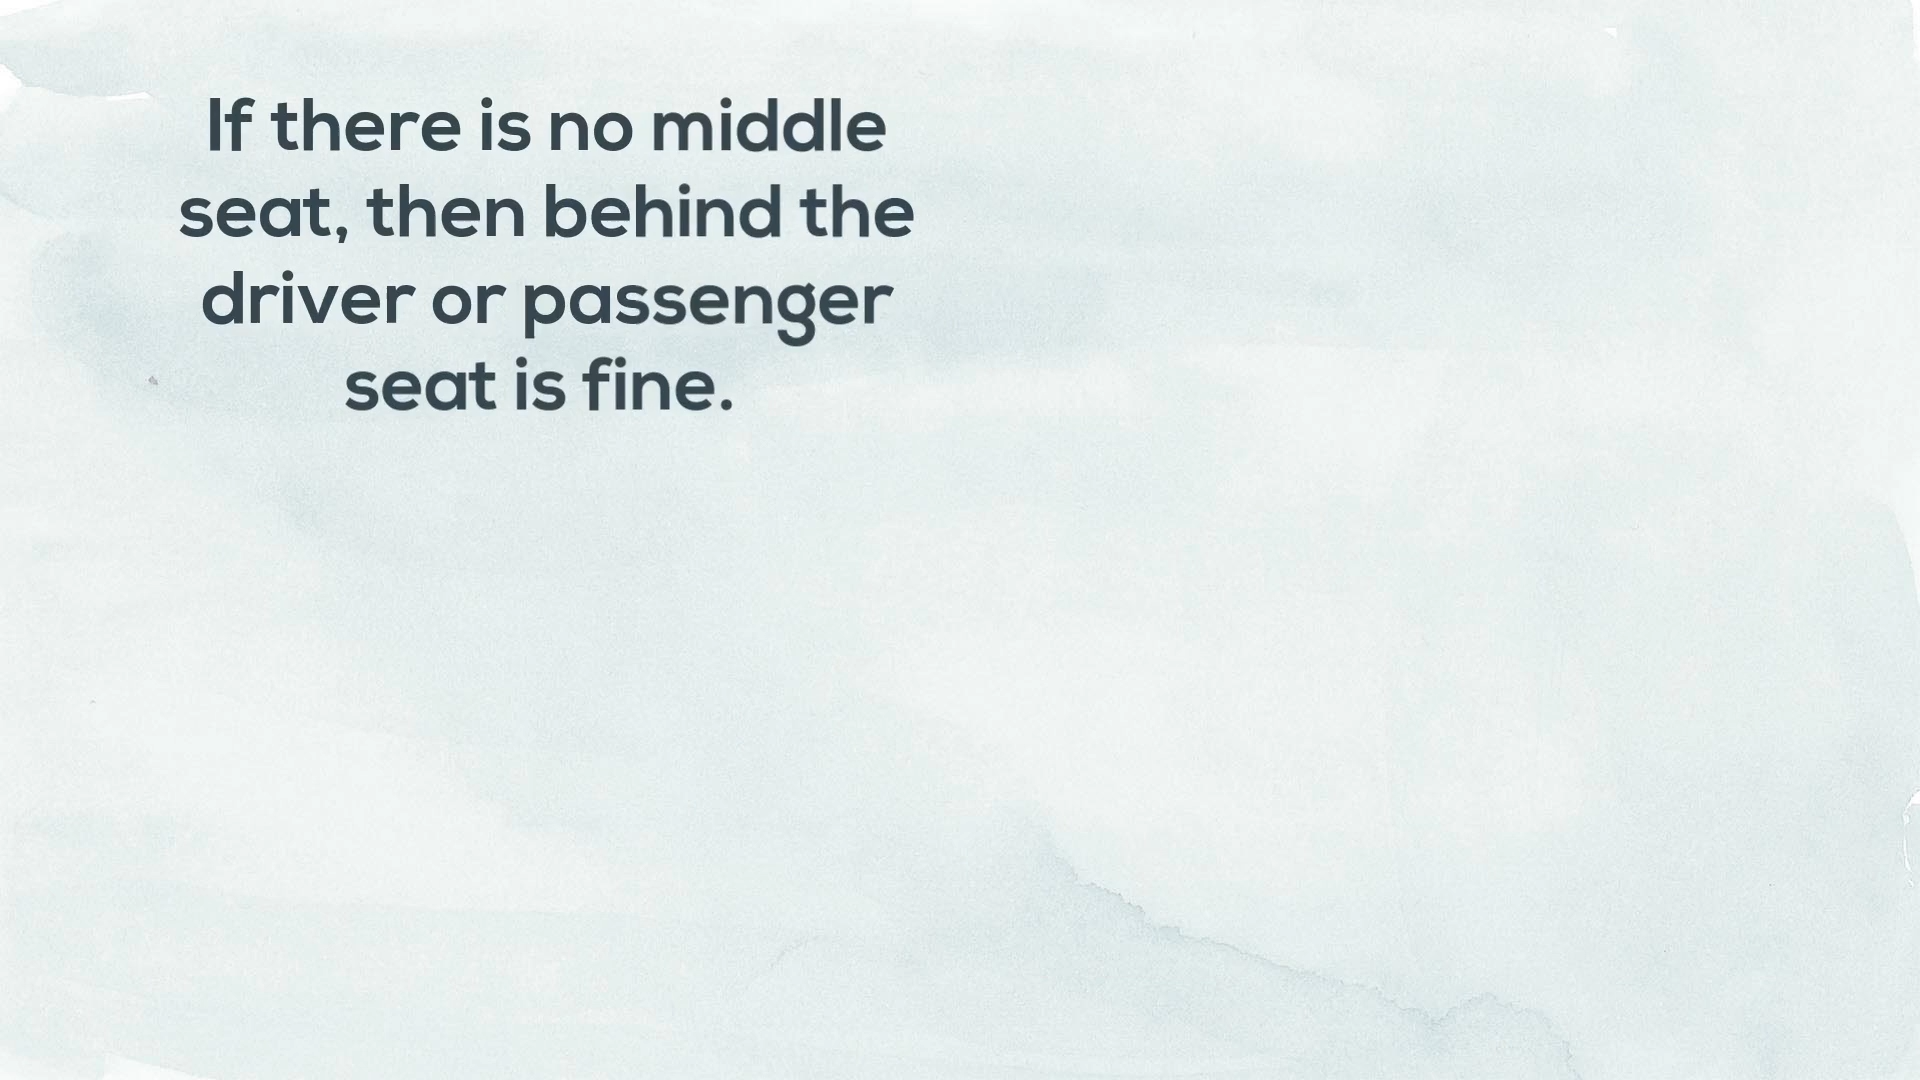 If there is no middle
seat, then behind the
driver or passenger
seat is fine.